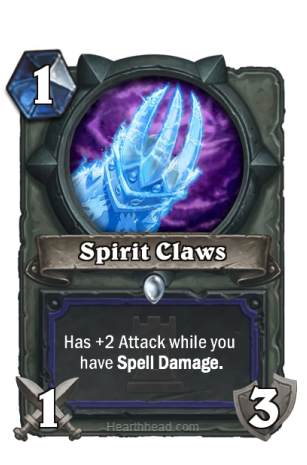 1
Spirit Claws
Has +2 Attack while you
have Spell Damage.
1
3
Hearthhead.com